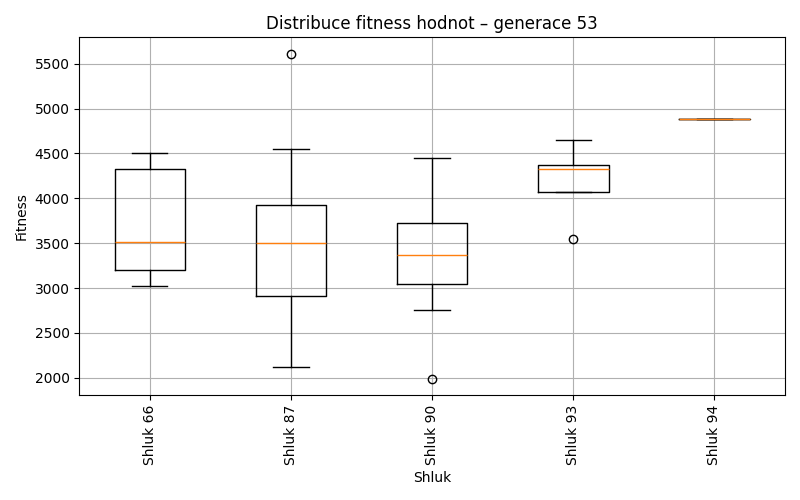 Distribuce fitness hodnot – generace 53
Fitness
5500
5000
4500
4000
3500
3000
2500
2000
Shluk 66
Shluk 87
Shluk 90
Shluk 93
Shluk 94
Shluk